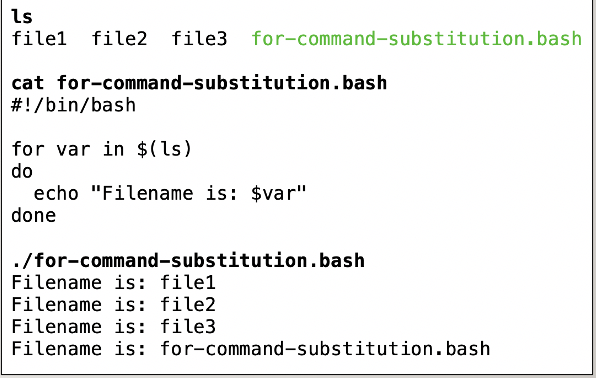 ls
file1  file2  file3  for-command-substitution.bash
cat for-command-substitution.bash
#!/bin/bash
for var in $(ls)
do
  echo "Filename is: $var"
done
./for-command-substitution.bash
Filename is: file1
Filename is: file2
Filename is: file3
Filename is: for-command-substitution.bash